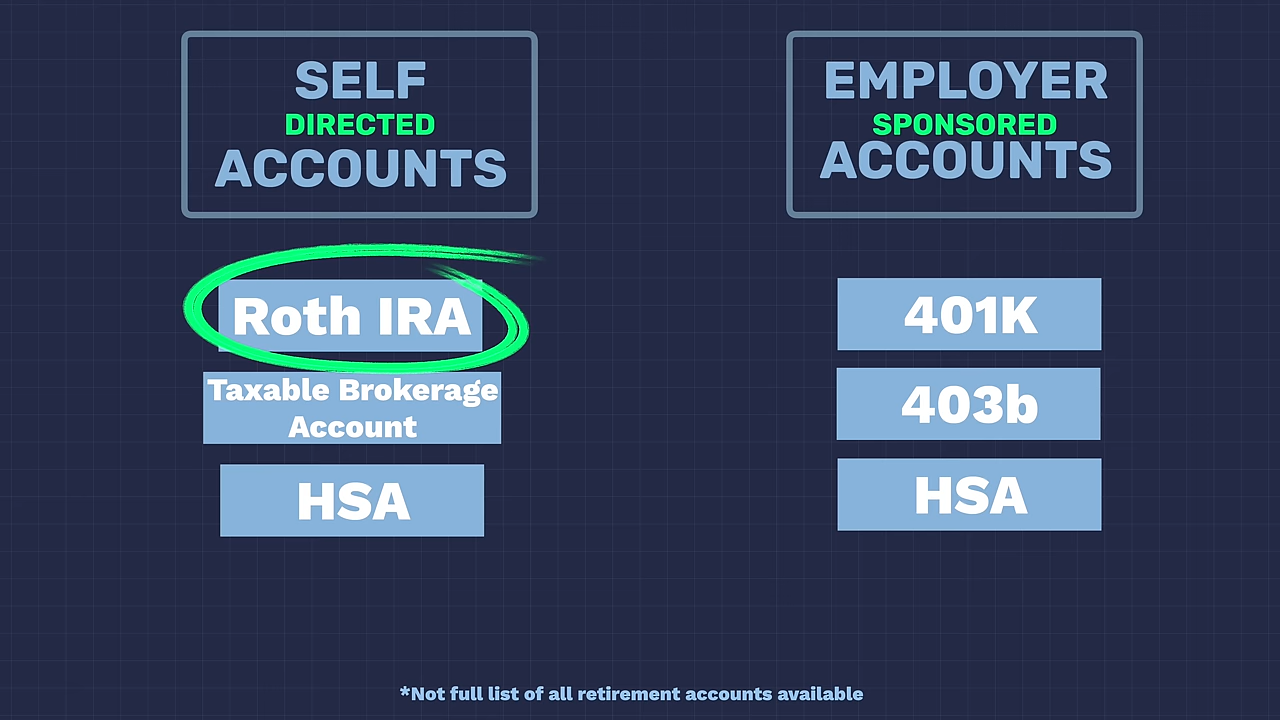 SELF
DIRECTED
ACCOUNTS
Roth IRA
Taxable Brokerage
Account
HSA
EMPLOYER
SPONSORED
ACCOUNTS
401K
403b
HSA
*Not full list of all retirement accounts available